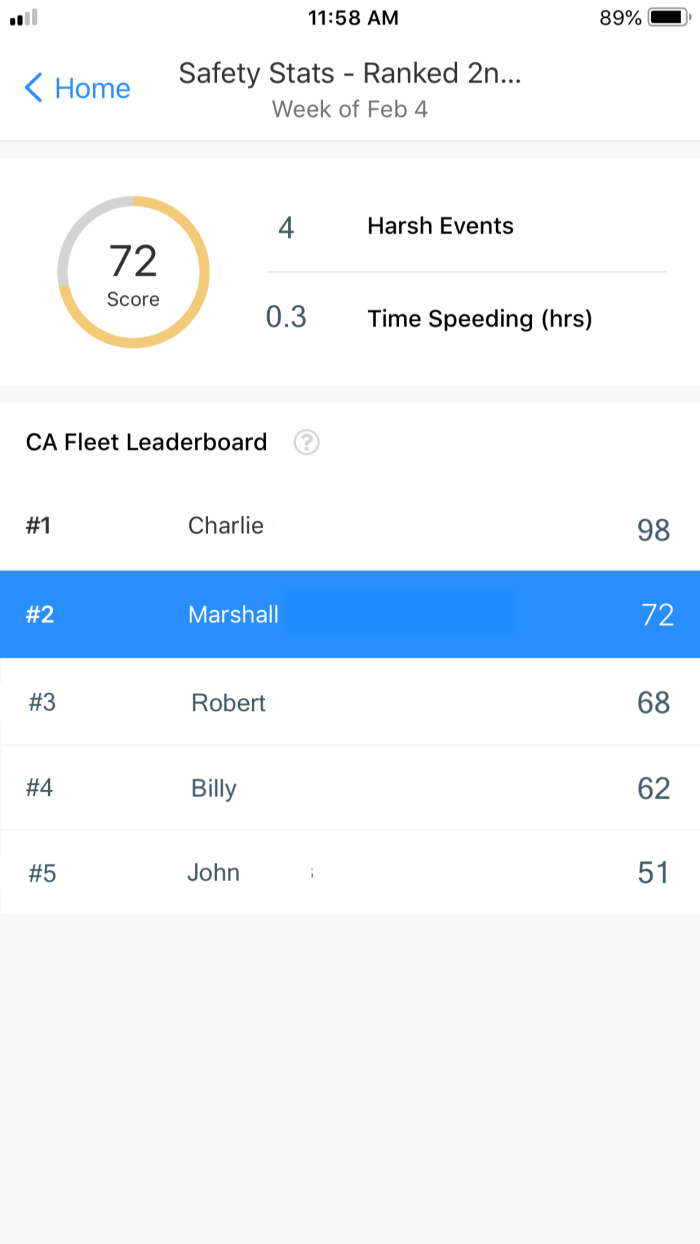 11:58 AM
89%
Home
Safety Stats - Ranked 2n...
Week of Feb 4
72
Score
4 Harsh Events
0.3 Time Speeding (hrs)
CA Fleet Leaderboard ?
#1 Charlie 98
#2 Marshall 72
#3 Robert 68
#4 Billy 62
#5 John 51